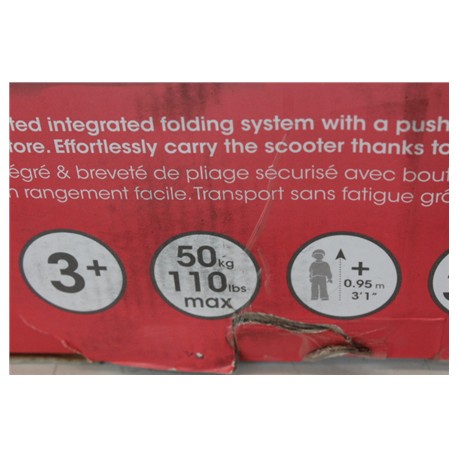 ted integrated folding system with a push
tore. Effortlessly carry the scooter thanks to
égré & breveté de pliage sécurisé avec bout
n rangement facile. Transport sans fatigue grâ
3+
50kg
110lbs
max
+
0.95 m
3'1"